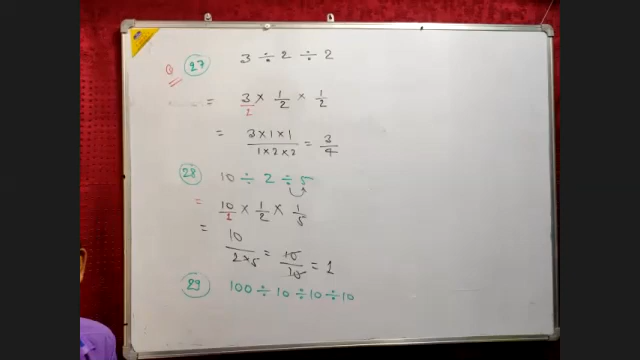 Q 27 3 ÷ 2 ÷ 2
= 3/1 × 1/2 × 1/2
= 3×1×1/1×2×2 = 3/4
28 10 ÷ 2 ÷ 5
= 10/1 × 1/2 × 1/5
= 10/2×5 = 10/10 = 1
29 100 ÷ 10 ÷ 10 ÷ 10